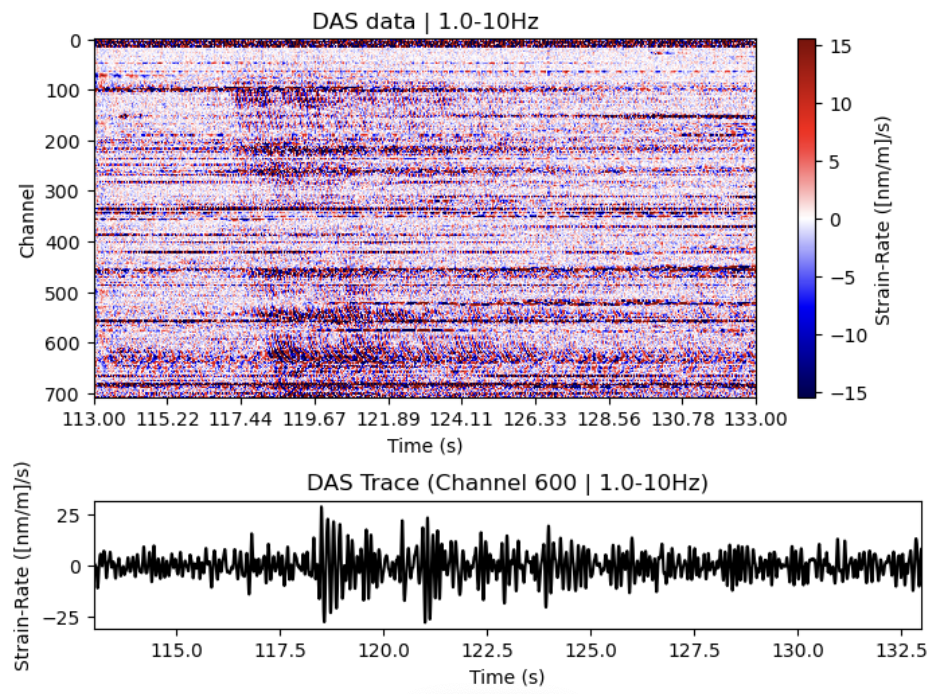 DAS data | 1.0-10Hz
0
100
200
300
400
500
600
700
Channel
113.00 115.22 117.44 119.67 121.89 124.11 126.33 128.56 130.78 133.00
Time (s)
15
10
5
0
−5
−10
−15
Strain-Rate ([nm/m]/s)
DAS Trace (Channel 600 | 1.0-10Hz)
25
0
−25
Strain-Rate ([nm/m]/s)
115.0 117.5 120.0 122.5 125.0 127.5 130.0 132.5
Time (s)